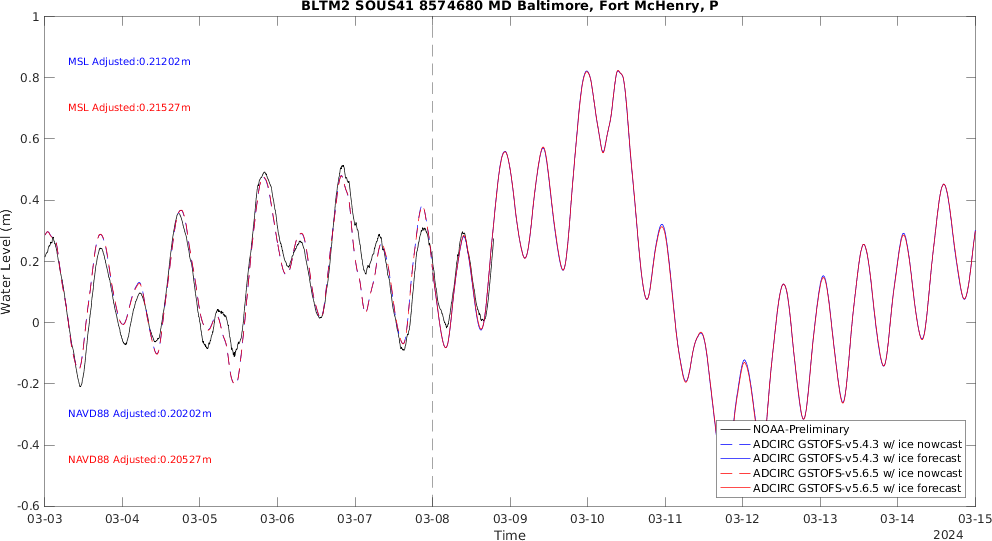 BLTM2 SOUS41 8574680 MD Baltimore, Fort McHenry, P
Water Level (m)
1
0.8
0.6
0.4
0.2
0
-0.2
-0.4
-0.6
MSL Adjusted:0.21202m
MSL Adjusted:0.21527m
NAVD88 Adjusted:0.20202m
NAVD88 Adjusted:0.20527m
NOAA-Preliminary
ADCIRC GSTOFS-v5.4.3 w/ ice nowcast
ADCIRC GSTOFS-v5.4.3 w/ ice forecast
ADCIRC GSTOFS-v5.6.5 w/ ice nowcast
ADCIRC GSTOFS-v5.6.5 w/ ice forecast
03-03 03-04 03-05 03-06 03-07 03-08 03-09 03-10 03-11 03-12 03-13 03-14 03-15
Time
2024